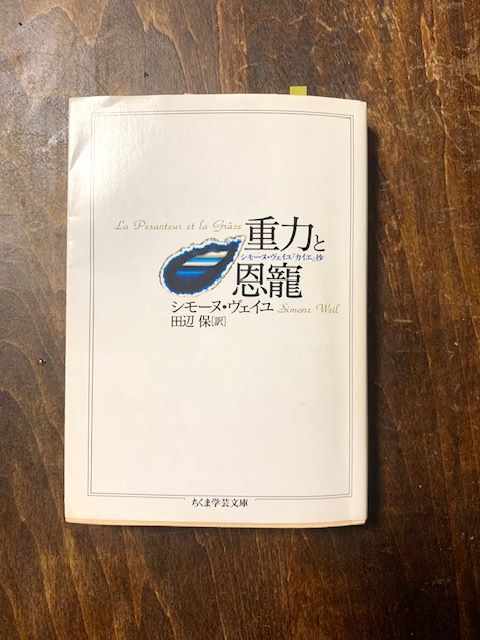 La Pesanteur et la Grâce
重力と
シモーヌ・ヴェイユ『カイエ』抄
恩寵
シモーヌ・ヴェイユ
Simone Weil
田辺 保[訳]
ちくま学芸文庫